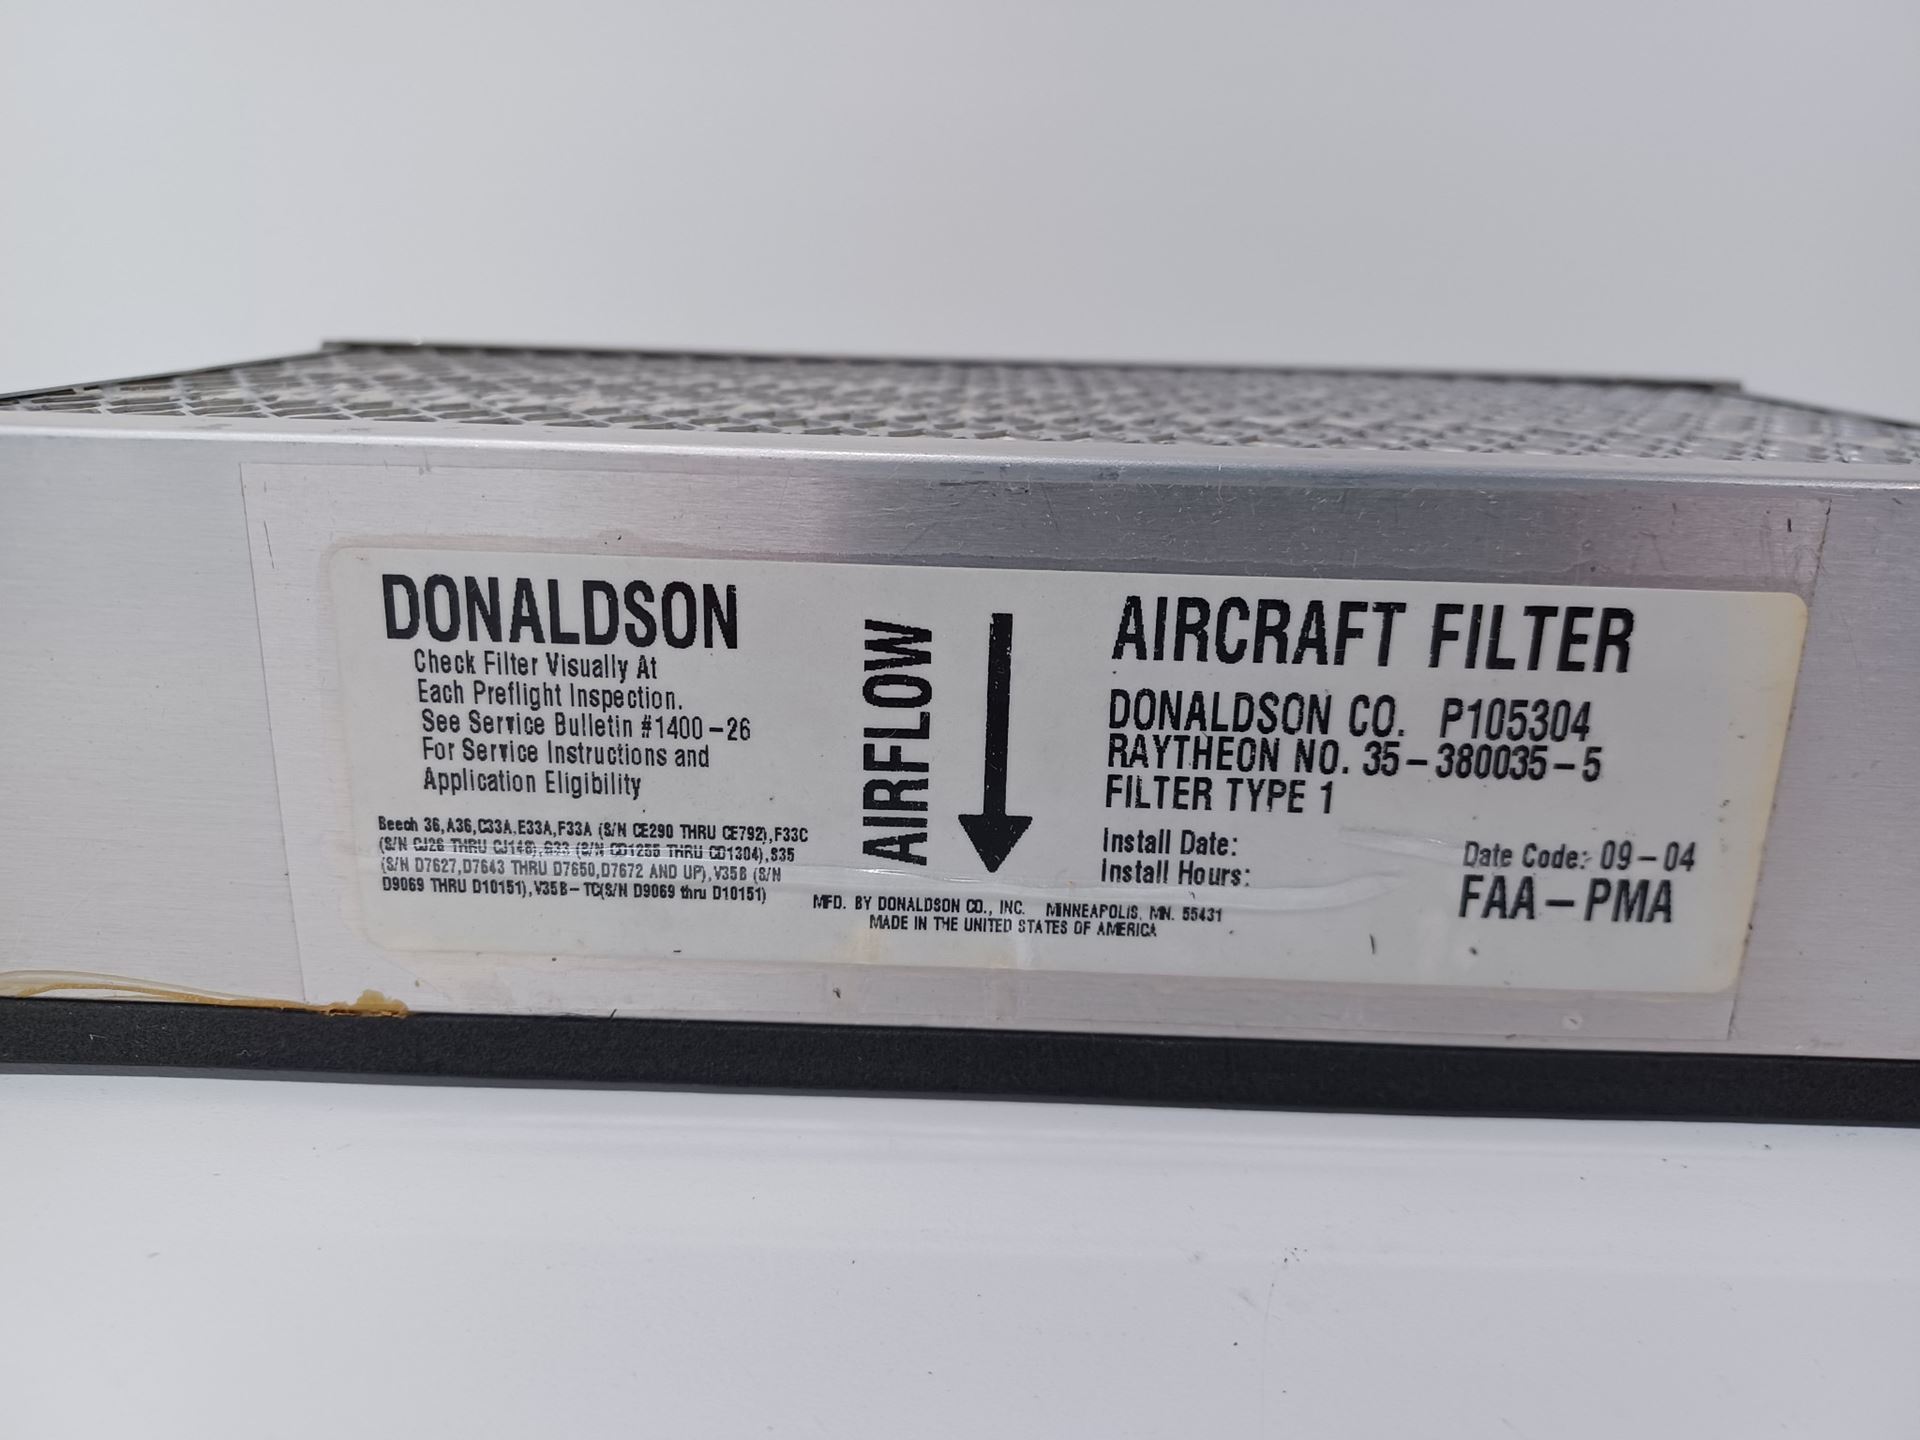 DONALDSON
Check Filter Visually At
Each Preflight Inspection.
See Service Bulletin #1400-26
For Service Instructions and
Application Eligibility
Beech 36,A36,C33A,E33A,F33A (S/N CE290 THRU CE792),F33C
(S/N CJ26 THRU CJ148),G33 (S/N CD1255 THRU CD1304),S35
(S/N D7627,D7643 THRU D7650,D7672 AND UP),V35B (S/N
D9069 THRU D10151),V35B-TC(S/N D9069 thru D10151)
AIRFLOW
AIRCRAFT FILTER
DONALDSON CO. P105304
RAYTHEON NO. 35-380035-5
FILTER TYPE 1
Install Date:
Install Hours:
Date Code: 09-04
FAA-PMA
MFD. BY DONALDSON CO., INC. MINNEAPOLIS, MN. 55431
MADE IN THE UNITED STATES OF AMERICA